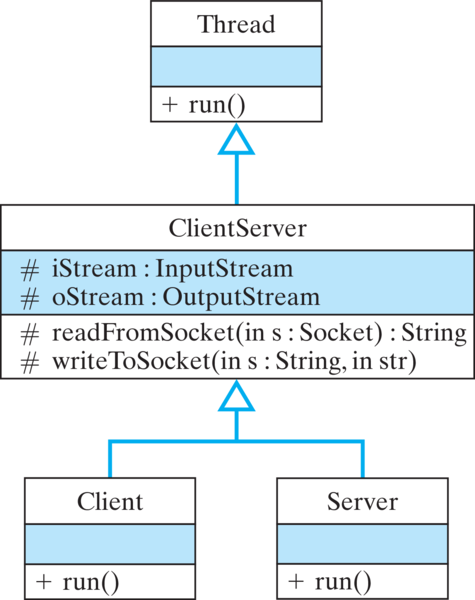 Thread
+ run()
ClientServer
# iStream : InputStream
# oStream : OutputStream
# readFromSocket(in s : Socket) : String
# writeToSocket(in s : String, in str)
Client
Server
+ run()
+ run()